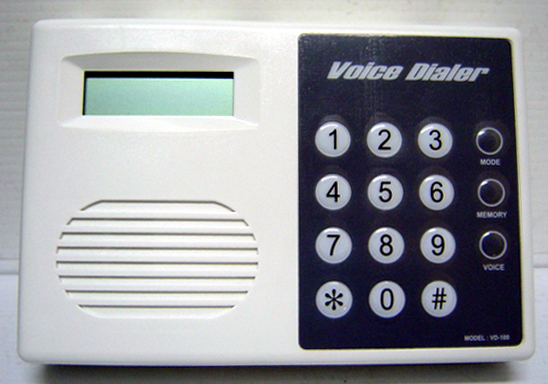 Voice Dialer
1 2 3
MODE
4 5 6
MEMORY
7 8 9
VOICE
* 0 #